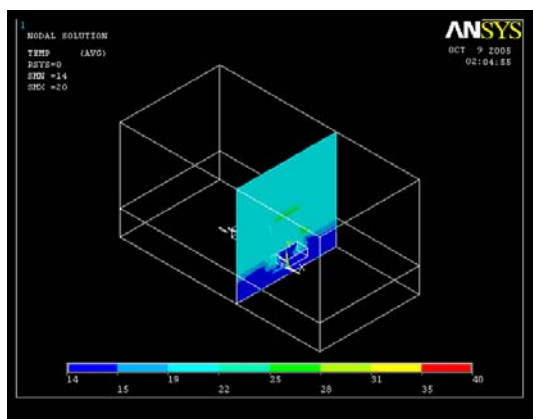 1
NODAL SOLUTION
TEMP (AVG)
RSYS=0
SMN =14
SMX =20
ANSYS
OCT 9 2005
02:04:55
14 15 19 22 25 28 31 35 40